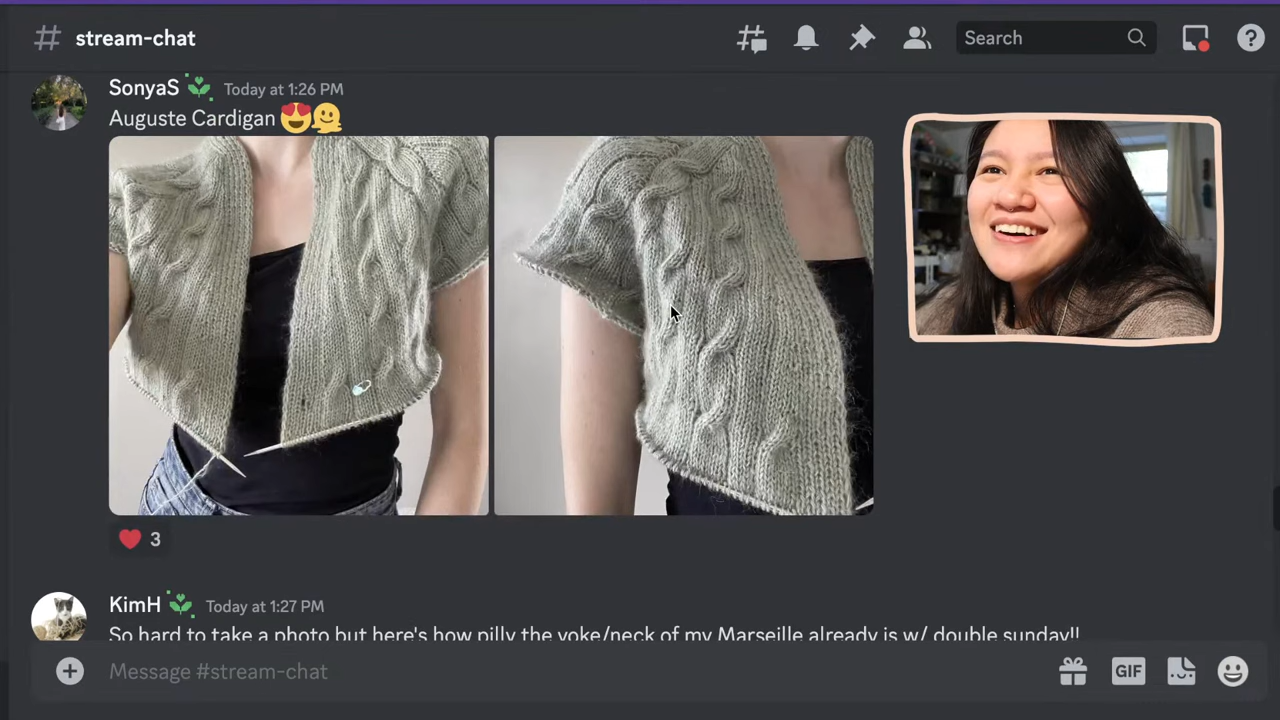 stream-chat
Search
SonyaS Today at 1:26 PM
Auguste Cardigan 😍🫠
❤️ 3
KimH Today at 1:27 PM
So hard to take a photo but here's how pilly the yoke/neck of my Marseille already is w/ double sunday!!
Message #stream-chat
GIF